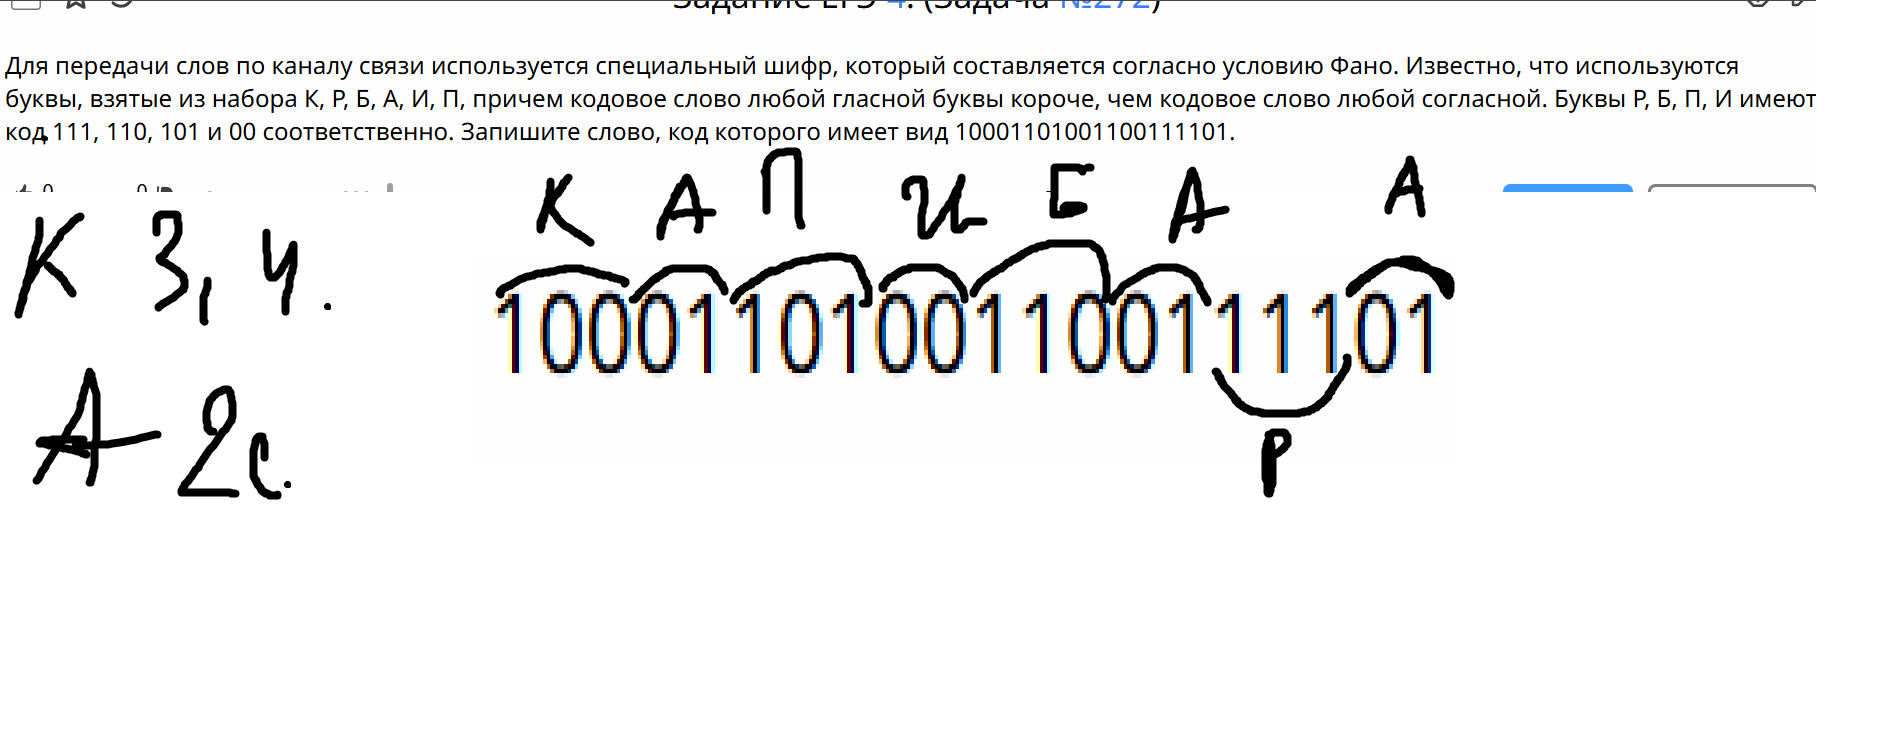 Задание ЕГЭ 4. (Задача №272)
Для передачи слов по каналу связи используется специальный шифр, который составляется согласно условию Фано. Известно, что используются
буквы, взятые из набора К, Р, Б, А, И, П, причем кодовое слово любой гласной буквы короче, чем кодовое слово любой согласной. Буквы Р, Б, П, И имеют
код 111, 110, 101 и 00 соответственно. Запишите слово, код которого имеет вид 10001101001100111101.
К А П И Б А А
К 3, 4.
10001101001100111101
А 2с.
Р